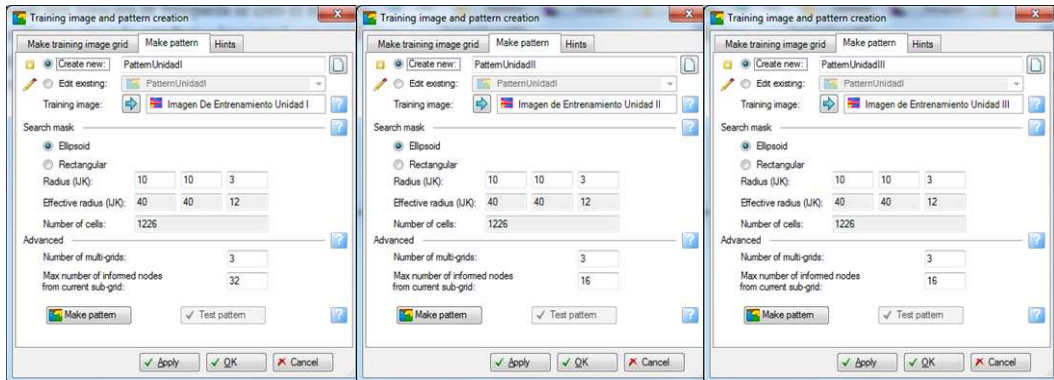 Training image and pattern creation
Make training image grid Make pattern Hints
Create new: PatternUnidadI
Edit existing: PatternUnidadI
Training image: Imagen De Entrenamiento Unidad I
Search mask
Ellipsoid
Rectangular
Radius (IJK): 10 10 3
Effective radius (IJK): 40 40 12
Number of cells: 1226
Advanced
Number of multi-grids: 3
Max number of informed nodes
from current sub-grid: 32
Make pattern Test pattern
Apply OK Cancel
Training image and pattern creation
Make training image grid Make pattern Hints
Create new: PatternUnidadII
Edit existing: PatternUnidadI
Training image: Imagen de Entrenamiento Unidad II
Search mask
Ellipsoid
Rectangular
Radius (IJK): 10 10 3
Effective radius (IJK): 40 40 12
Number of cells: 1226
Advanced
Number of multi-grids: 3
Max number of informed nodes
from current sub-grid: 16
Make pattern Test pattern
Apply OK Cancel
Training image and pattern creation
Make training image grid Make pattern Hints
Create new: PatternUnidadIII
Edit existing: PatternUnidadI
Training image: Imagen de Entrenamiento Unidad III
Search mask
Ellipsoid
Rectangular
Radius (IJK): 10 10 3
Effective radius (IJK): 40 40 12
Number of cells: 1226
Advanced
Number of multi-grids: 3
Max number of informed nodes
from current sub-grid: 16
Make pattern Test pattern
Apply OK Cancel